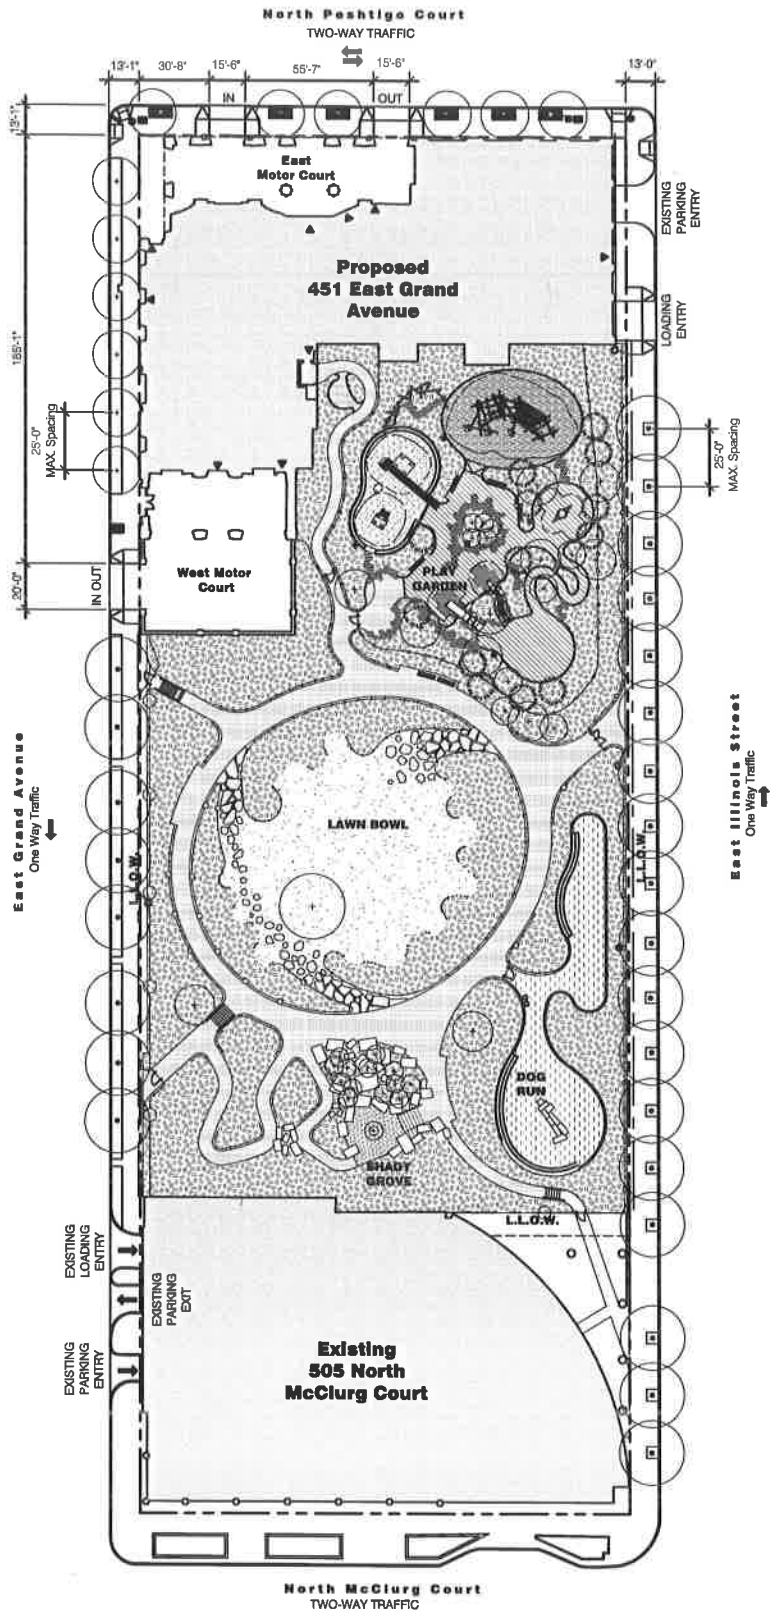 North Peshtigo Court
TWO-WAY TRAFFIC
13'-1"
30'-8"
15'-6"
55'-7"
15'-6"
13'-0"
IN
OUT
13'-1"
East
Motor Court
EXISTING
PARKING
ENTRY
Proposed
451 East Grand
Avenue
LOADING
ENTRY
185'-1"
25'-0"
MAX. Spacing
25'-0"
MAX. Spacing
West Motor
Court
PLAY
GARDEN
20'-0"
IN OUT
East Grand Avenue
One Way Traffic
East Illinois Street
One Way Traffic
LAWN BOWL
L.L.O.W.
L.L.O.W.
DOG
RUN
SHADY
GROVE
L.L.O.W.
EXISTING
LOADING
ENTRY
EXISTING
PARKING
EXIT
EXISTING
PARKING
ENTRY
Existing
505 North
McClurg Court
North McClurg Court
TWO-WAY TRAFFIC